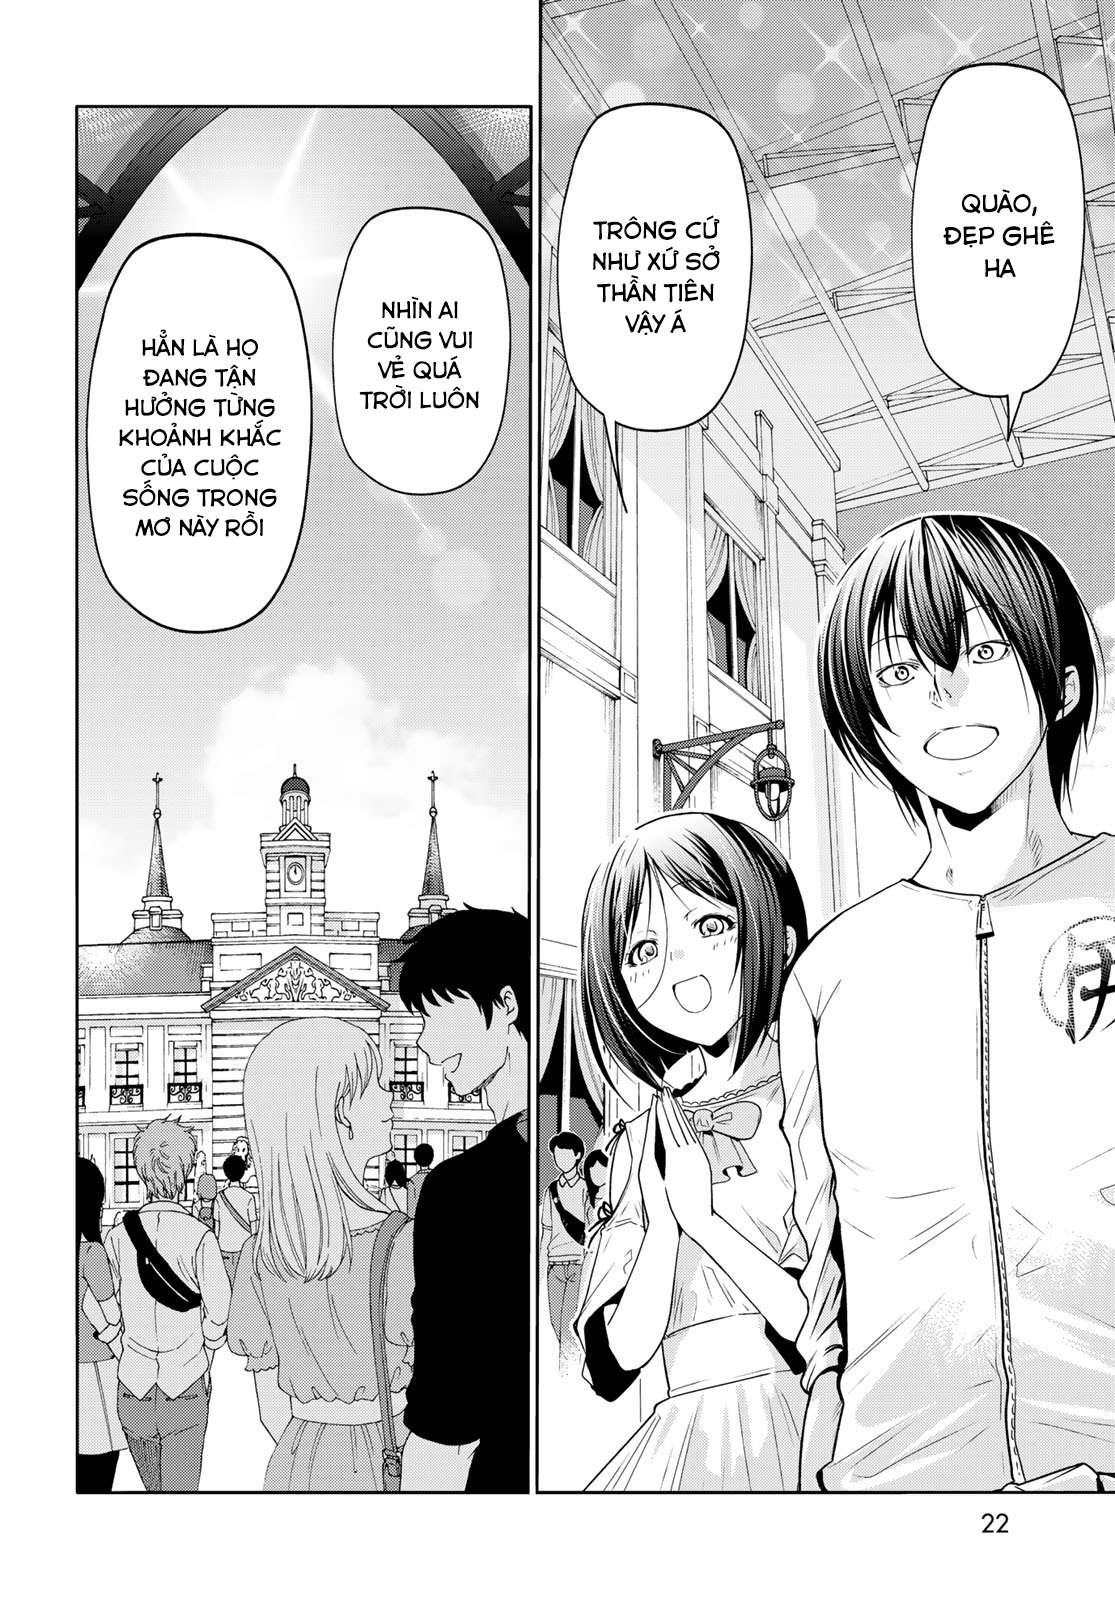 QUÀO,
ĐẸP GHÊ
HA
TRÔNG CỨ
NHƯ XỨ SỞ
THẦN TIÊN
VẬY Á
NHÌN AI
CŨNG VUI
VẺ QUÁ
TRỜI LUÔN
HẲN LÀ HỌ
ĐANG TẬN
HƯỞNG TỪNG
KHOẢNH KHẮC
CỦA CUỘC
SỐNG TRONG
MƠ NÀY RỒI
22